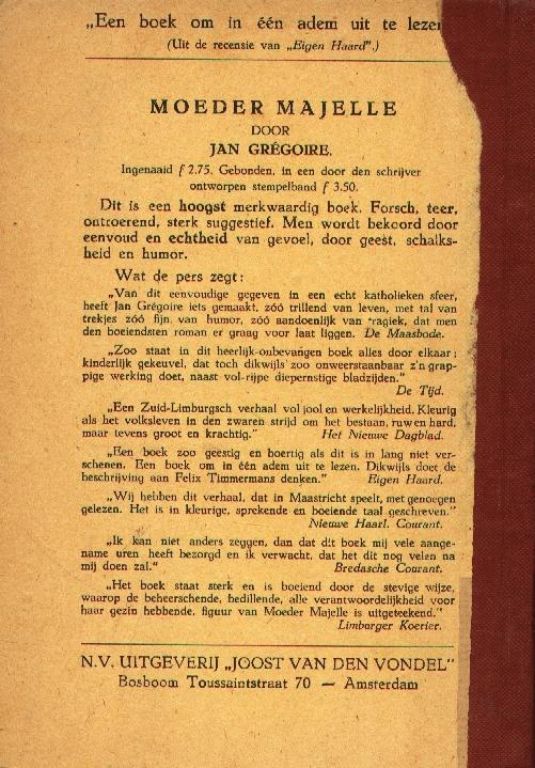 „Een boek om in één adem uit te lezen
(Uit de recensie van „Eigen Haard".)
MOEDER MAJELLE
DOOR
JAN GRÉGOIRE.
Ingenaaid f 2.75. Gebonden, in een door den schrijver
ontworpen stempelband f 3.50.
Dit is een hoogst merkwaardig boek. Forsch, teer,
ontroerend, sterk suggestief. Men wordt bekoord door
eenvoud en echtheid van gevoel, door geest, schalks-
heid en humor.
Wat de pers zegt:
„Van dit eenvoudige gegeven in een echt katholieken sfeer,
heeft Jan Grégoire iets gemaakt, zóó trillend van leven, met tal van
trekjes zóó fijn van humor, zóó aandoenlijk van tragiek, dat men
den boeiendsten roman er graag voor laat liggen. De Maasbode.
„Zoo staat in dit heerlijk-onbevangen boek alles door elkaar:
kinderlijk gekeuvel, dat toch dikwijls zoo onweerstaanbaar z'n grap-
pige werking doet, naast vol-rijpe diepernstige bladzijden."
De Tijd.
„Een Zuid-Limburgsch verhaal vol jool en werkelijkheid. Kleurig
als het volksleven in den zwaren strijd om het bestaan, ruw en hard,
maar tevens groot en krachtig." Het Nieuwe Dagblad.
„Een boek zoo geestig en boertig als dit is in lang niet ver-
schenen. Een boek om in één adem uit te lezen. Dikwijls doet de
beschrijving aan Felix Timmermans denken." Eigen Haard.
„Wij hebben dit verhaal, dat in Maastricht speelt, met genoegen
gelezen. Het is in kleurige, sprekende en boeiende taal geschreven."
Nieuwe Haarl. Courant.
„Ik kan niet anders zeggen, dan dat dit boek mij vele aange-
name uren heeft bezorgd en ik verwacht, dat het dit nog velen na
mij doen zal." Bredasche Courant.
„Het boek staat sterk en is boeiend door de stevige wijze,
waarop de beheerschende, bedillende, alle verantwoordelijkheid voor
haar gezin hebbende, figuur van Moeder Majelle is uitgeteekend."
Limburger Koerier.
N.V. UITGEVERIJ „JOOST VAN DEN VONDEL"
Bosboom Toussaintstraat 70 — Amsterdam